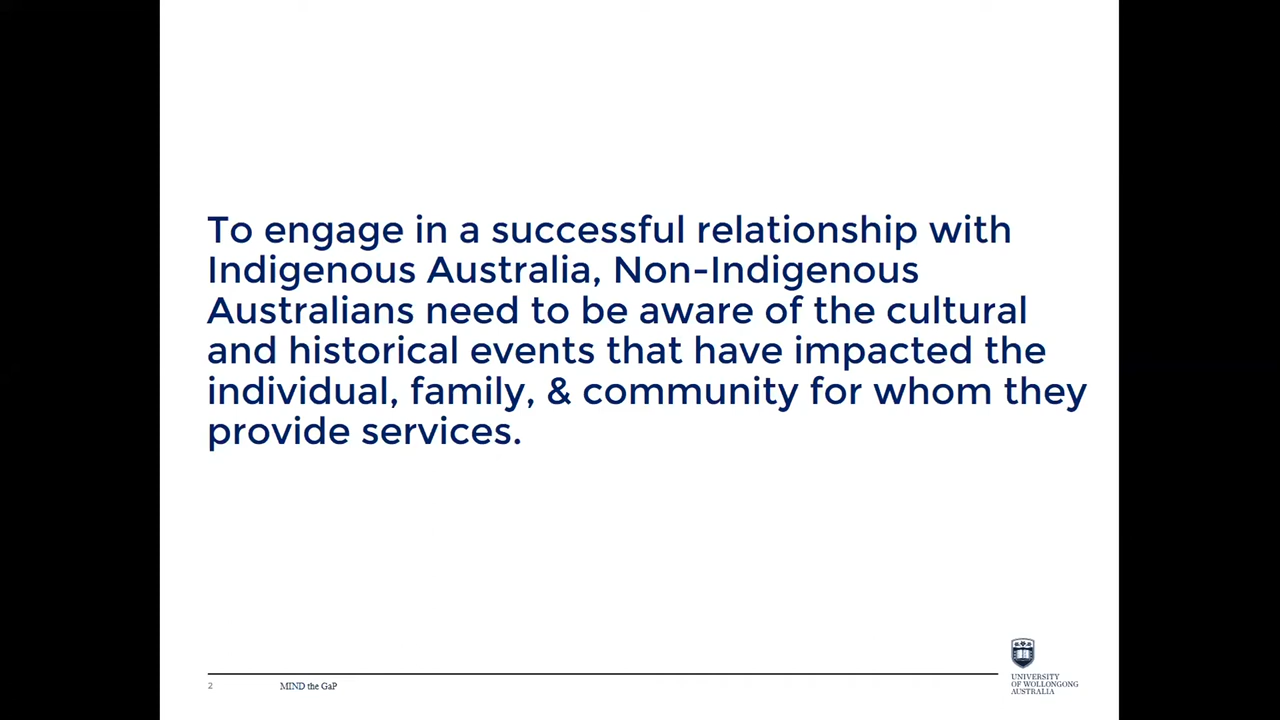 To engage in a successful relationship with
Indigenous Australia, Non-Indigenous
Australians need to be aware of the cultural
and historical events that have impacted the
individual, family, & community for whom they
provide services.
2
MIND the GaP
UNIVERSITY
OF WOLLONGONG
AUSTRALIA